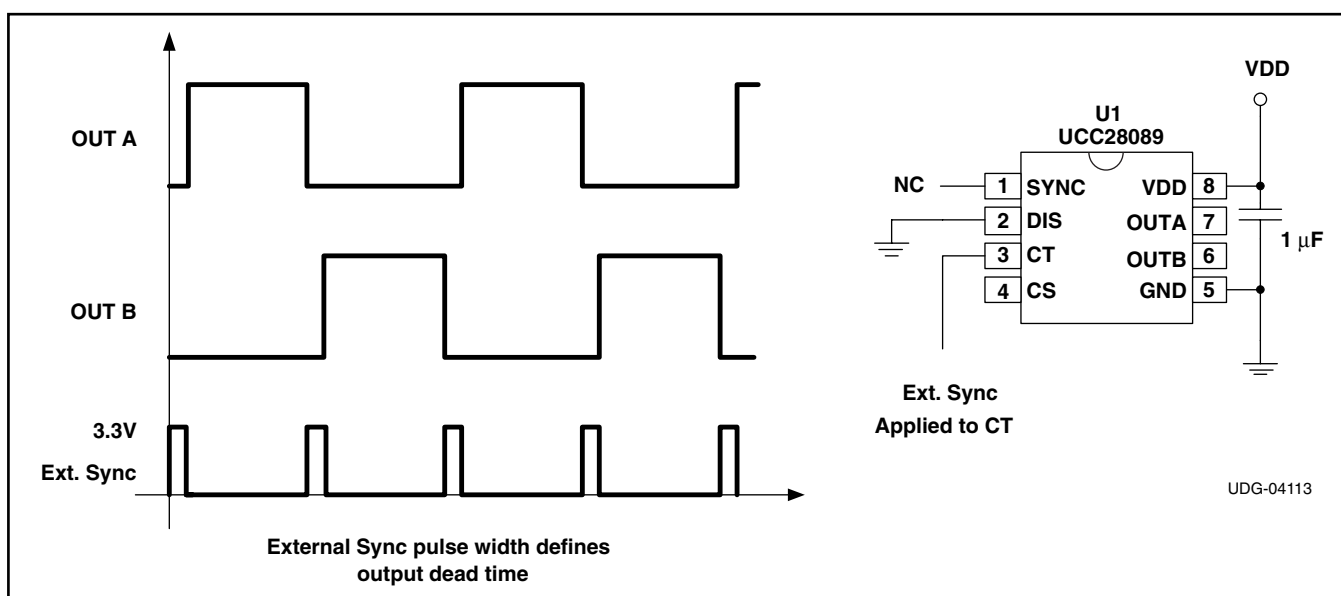 OUT A
OUT B
3.3V
Ext. Sync
External Sync pulse width defines
output dead time
VDD
U1
UCC28089
NC
1 SYNC VDD 8
2 DIS OUTA 7
3 CT OUTB 6
4 CS GND 5
1 μF
Ext. Sync
Applied to CT
UDG-04113